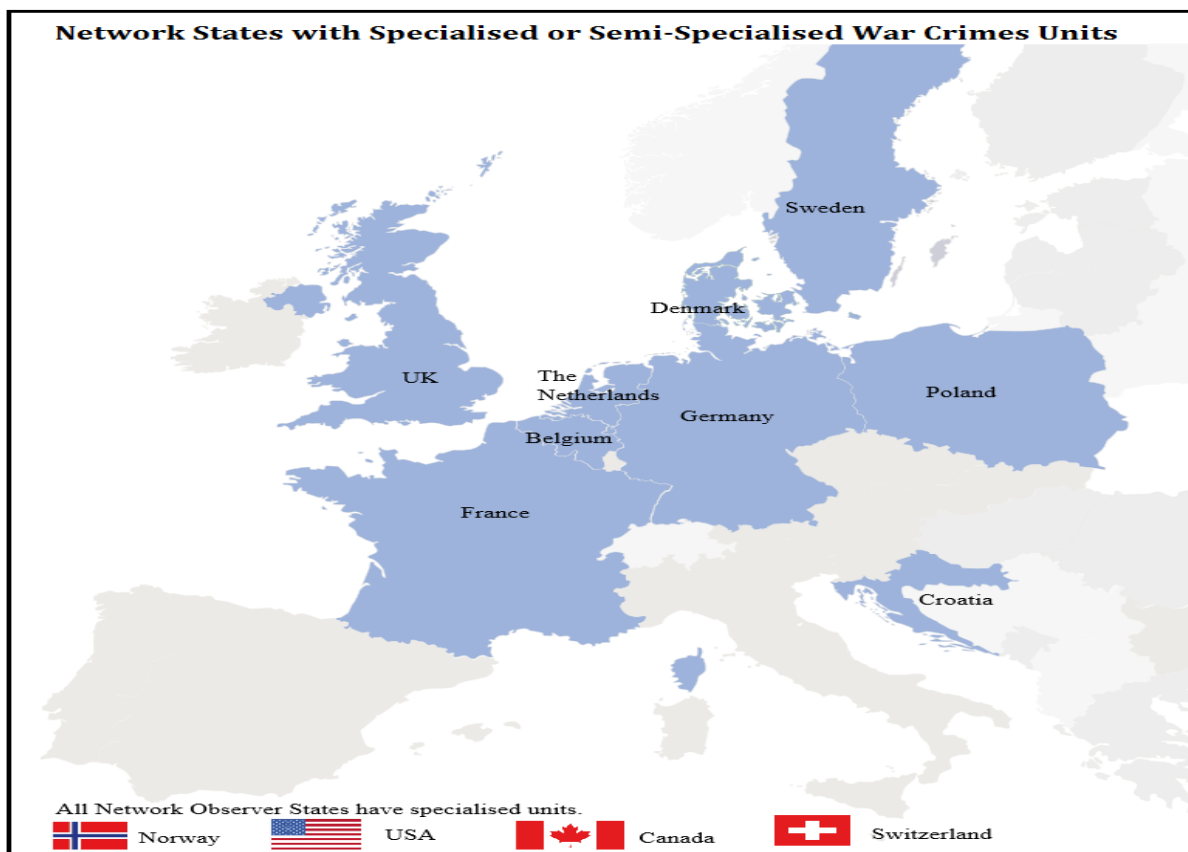 Network States with Specialised or Semi-Specialised War Crimes Units
Sweden
Denmark
UK
The
Netherlands
Poland
Germany
Belgium
France
Croatia
All Network Observer States have specialised units.
Norway
USA
Canada
Switzerland